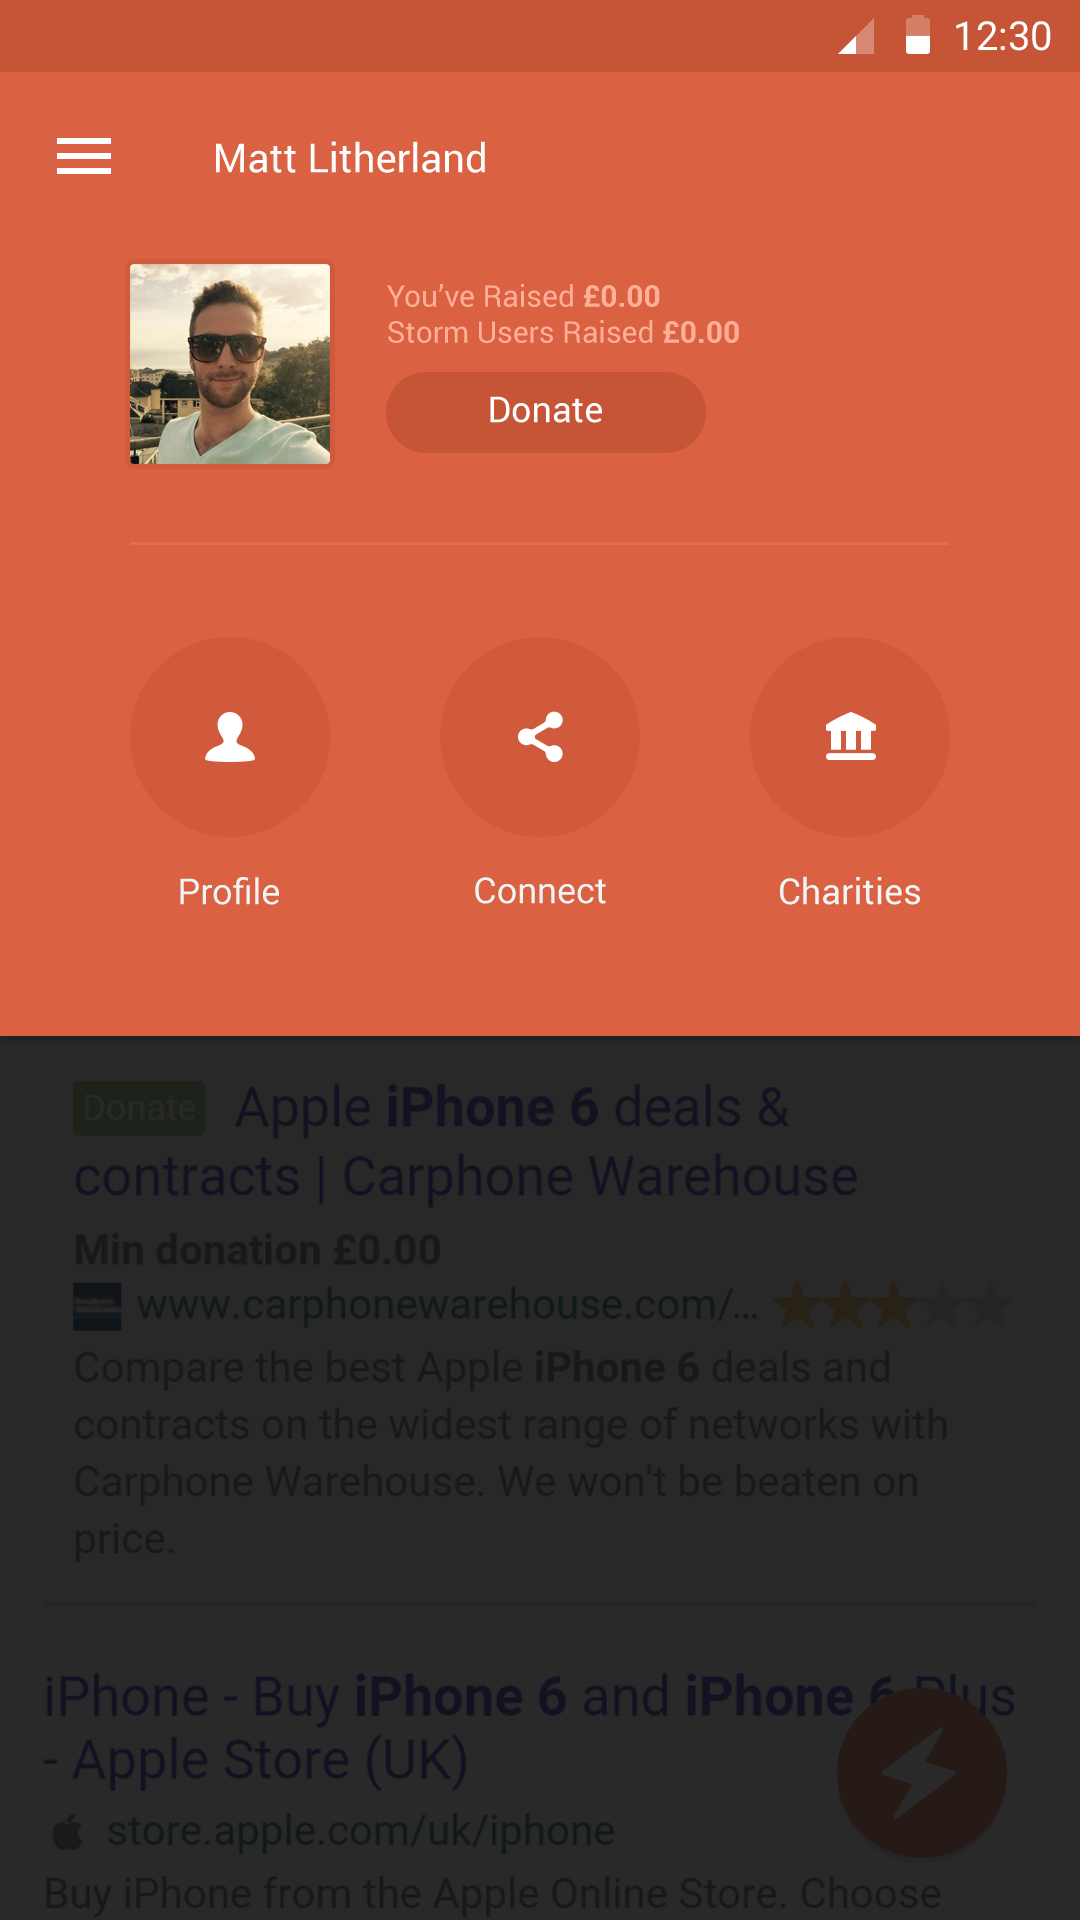 12:30
Matt Litherland
You’ve Raised £0.00
Storm Users Raised £0.00
Donate
Profile
Connect
Charities
Donate Apple iPhone 6 deals &
contracts | Carphone Warehouse
Min donation £0.00
www.carphonewarehouse.com/...
Compare the best Apple iPhone 6 deals and
contracts on the widest range of networks with
Carphone Warehouse. We won't be beaten on
price.
iPhone - Buy iPhone 6 and iPhone 6 Plus
- Apple Store (UK)
store.apple.com/uk/iphone
Buy iPhone from the Apple Online Store. Choose